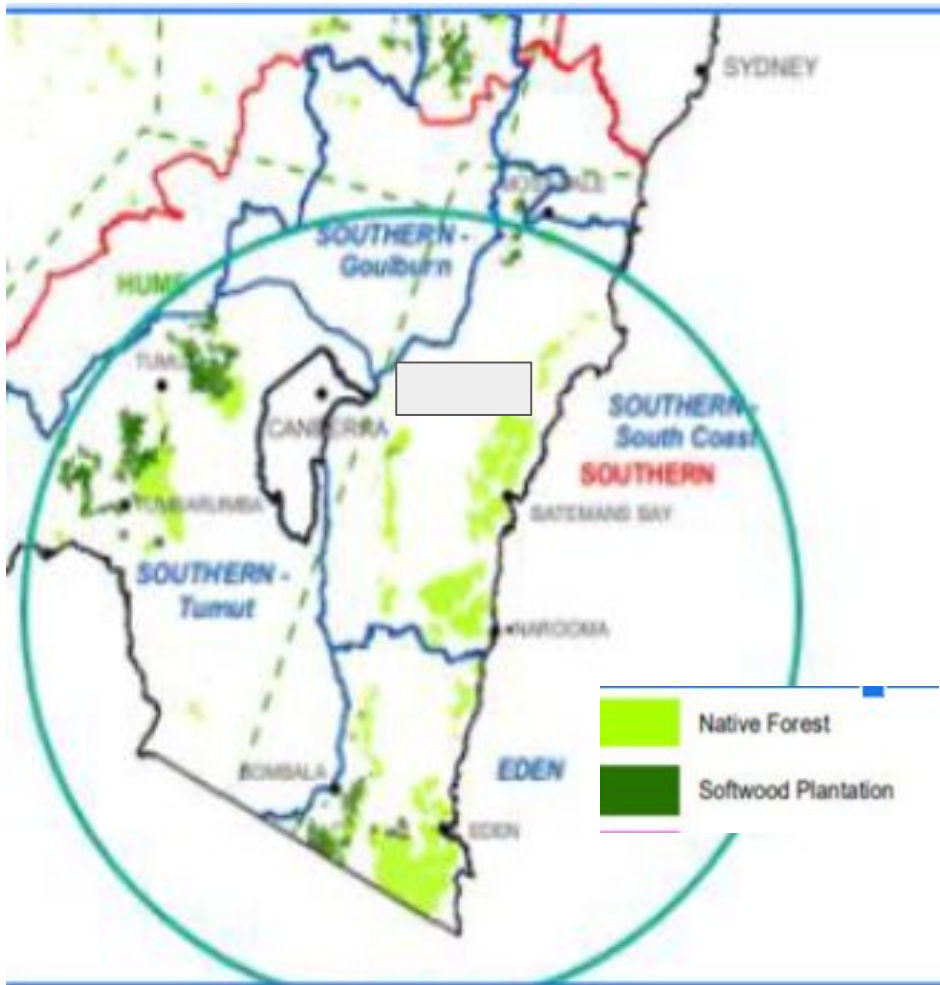 SYDNEY
SOUTHERN -
Goulburn
HUME
CANBERRA
SOUTHERN -
South Coast
SOUTHERN
BATEMANS BAY
TUMBARUMBA
SOUTHERN -
Tumut
NAROOMA
BOMBALA
EDEN
EDEN
Native Forest
Softwood Plantation